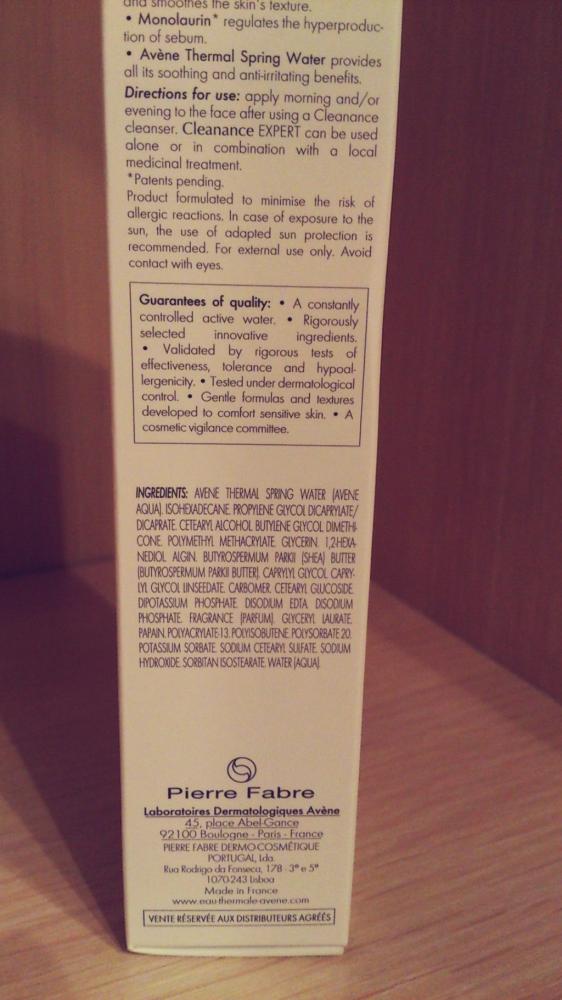 and smoothes the skin's texture.
• Monolaurin* regulates the hyperproduc-
tion of sebum.
• Avène Thermal Spring Water provides
all its soothing and anti-irritating benefits.
Directions for use: apply morning and/or
evening to the face after using a Cleanance
cleanser. Cleanance EXPERT can be used
alone or in combination with a local
medicinal treatment.
*Patents pending.
Product formulated to minimise the risk of
allergic reactions. In case of exposure to the
sun, the use of adapted sun protection is
recommended. For external use only. Avoid
contact with eyes.
Guarantees of quality: • A constantly
controlled active water. • Rigorously
selected innovative ingredients.
• Validated by rigorous tests of
effectiveness, tolerance and hypoal-
lergenicity. • Tested under dermatological
control. • Gentle formulas and textures
developed to comfort sensitive skin. • A
cosmetic vigilance committee.
INGREDIENTS: AVENE THERMAL SPRING WATER (AVENE
AQUA). ISOHEXADECANE. PROPYLENE GLYCOL DICAPRYLATE/
DICAPRATE. CETEARYL ALCOHOL. BUTYLENE GLYCOL. DIMETHI-
CONE. POLYMETHYL METHACRYLATE. GLYCERIN. 1,2-HEXA-
NEDIOL. ALGIN. BUTYROSPERMUM PARKII (SHEA) BUTTER
(BUTYROSPERMUM PARKII BUTTER). CAPRYLYL GLYCOL. CAPRY-
LYL GLYCOL LINSEEDATE. CARBOMER. CETEARYL GLUCOSIDE.
DIPOTASSIUM PHOSPHATE. DISODIUM EDTA. DISODIUM
PHOSPHATE. FRAGRANCE (PARFUM). GLYCERYL LAURATE.
PAPAIN. POLYACRYLATE-13. POLYISOBUTENE. POLYSORBATE 20.
POTASSIUM SORBATE. SODIUM CETEARYL SULFATE. SODIUM
HYDROXIDE. SORBITAN ISOSTEARATE. WATER (AQUA).
Pierre Fabre
Laboratoires Dermatologiques Avène
45, place Abel-Gance
92100 Boulogne - Paris - France
PIERRE FABRE DERMO-COSMÉTIQUE
PORTUGAL, Lda.
Rua Rodrigo da Fonseca, 178 - 3º e 5º
1070-243 Lisboa
Made in France
www.eau-thermale-avene.com
VENTE RÉSERVÉE AUX DISTRIBUTEURS AGRÉÉS